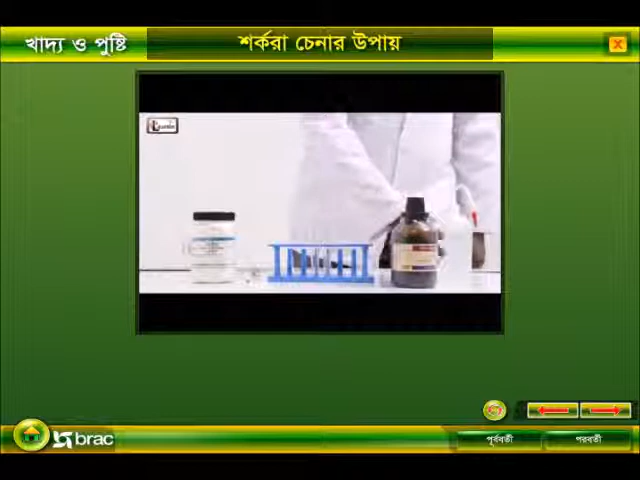 খাদ্য ও পুষ্টি
শর্করা চেনার উপায়
brac
পূর্ববর্তী
পরবর্তী